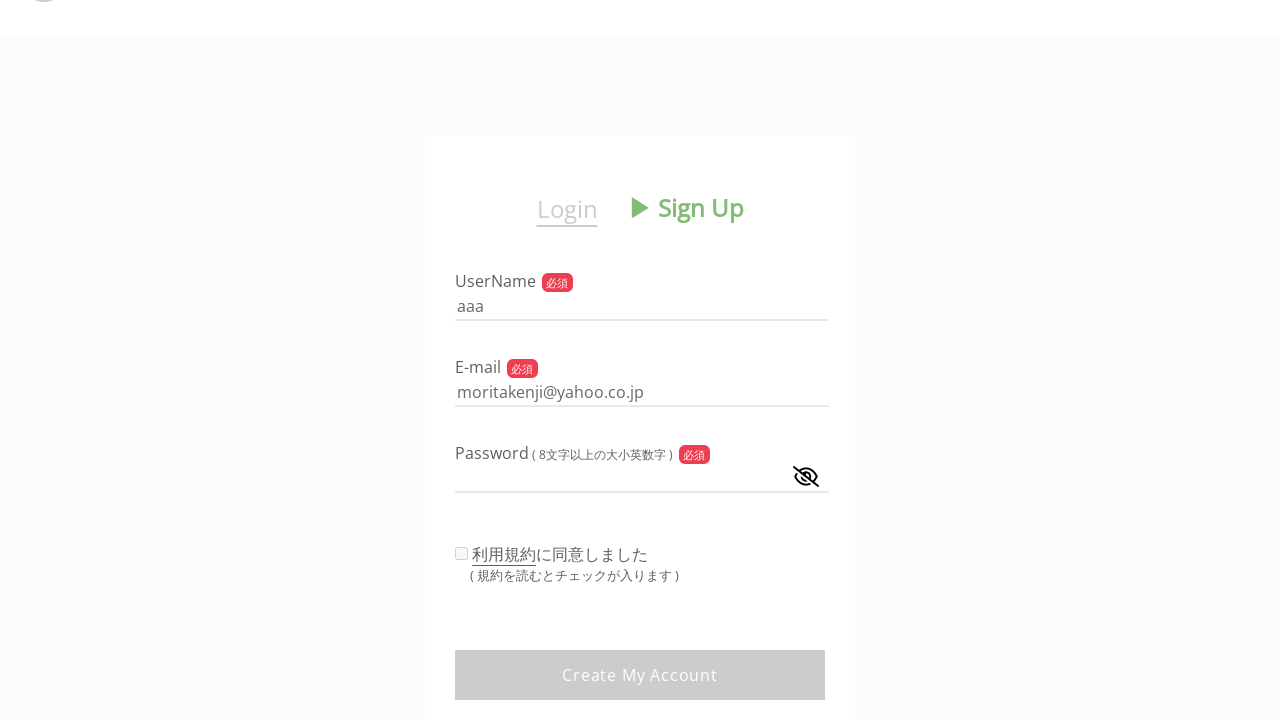 Login Sign Up
UserName 必須
aaa
E-mail 必須
moritakenji@yahoo.co.jp
Password ( 8文字以上の大小英数字 ) 必須
利用規約に同意しました
( 規約を読むとチェックが入ります )
Create My Account